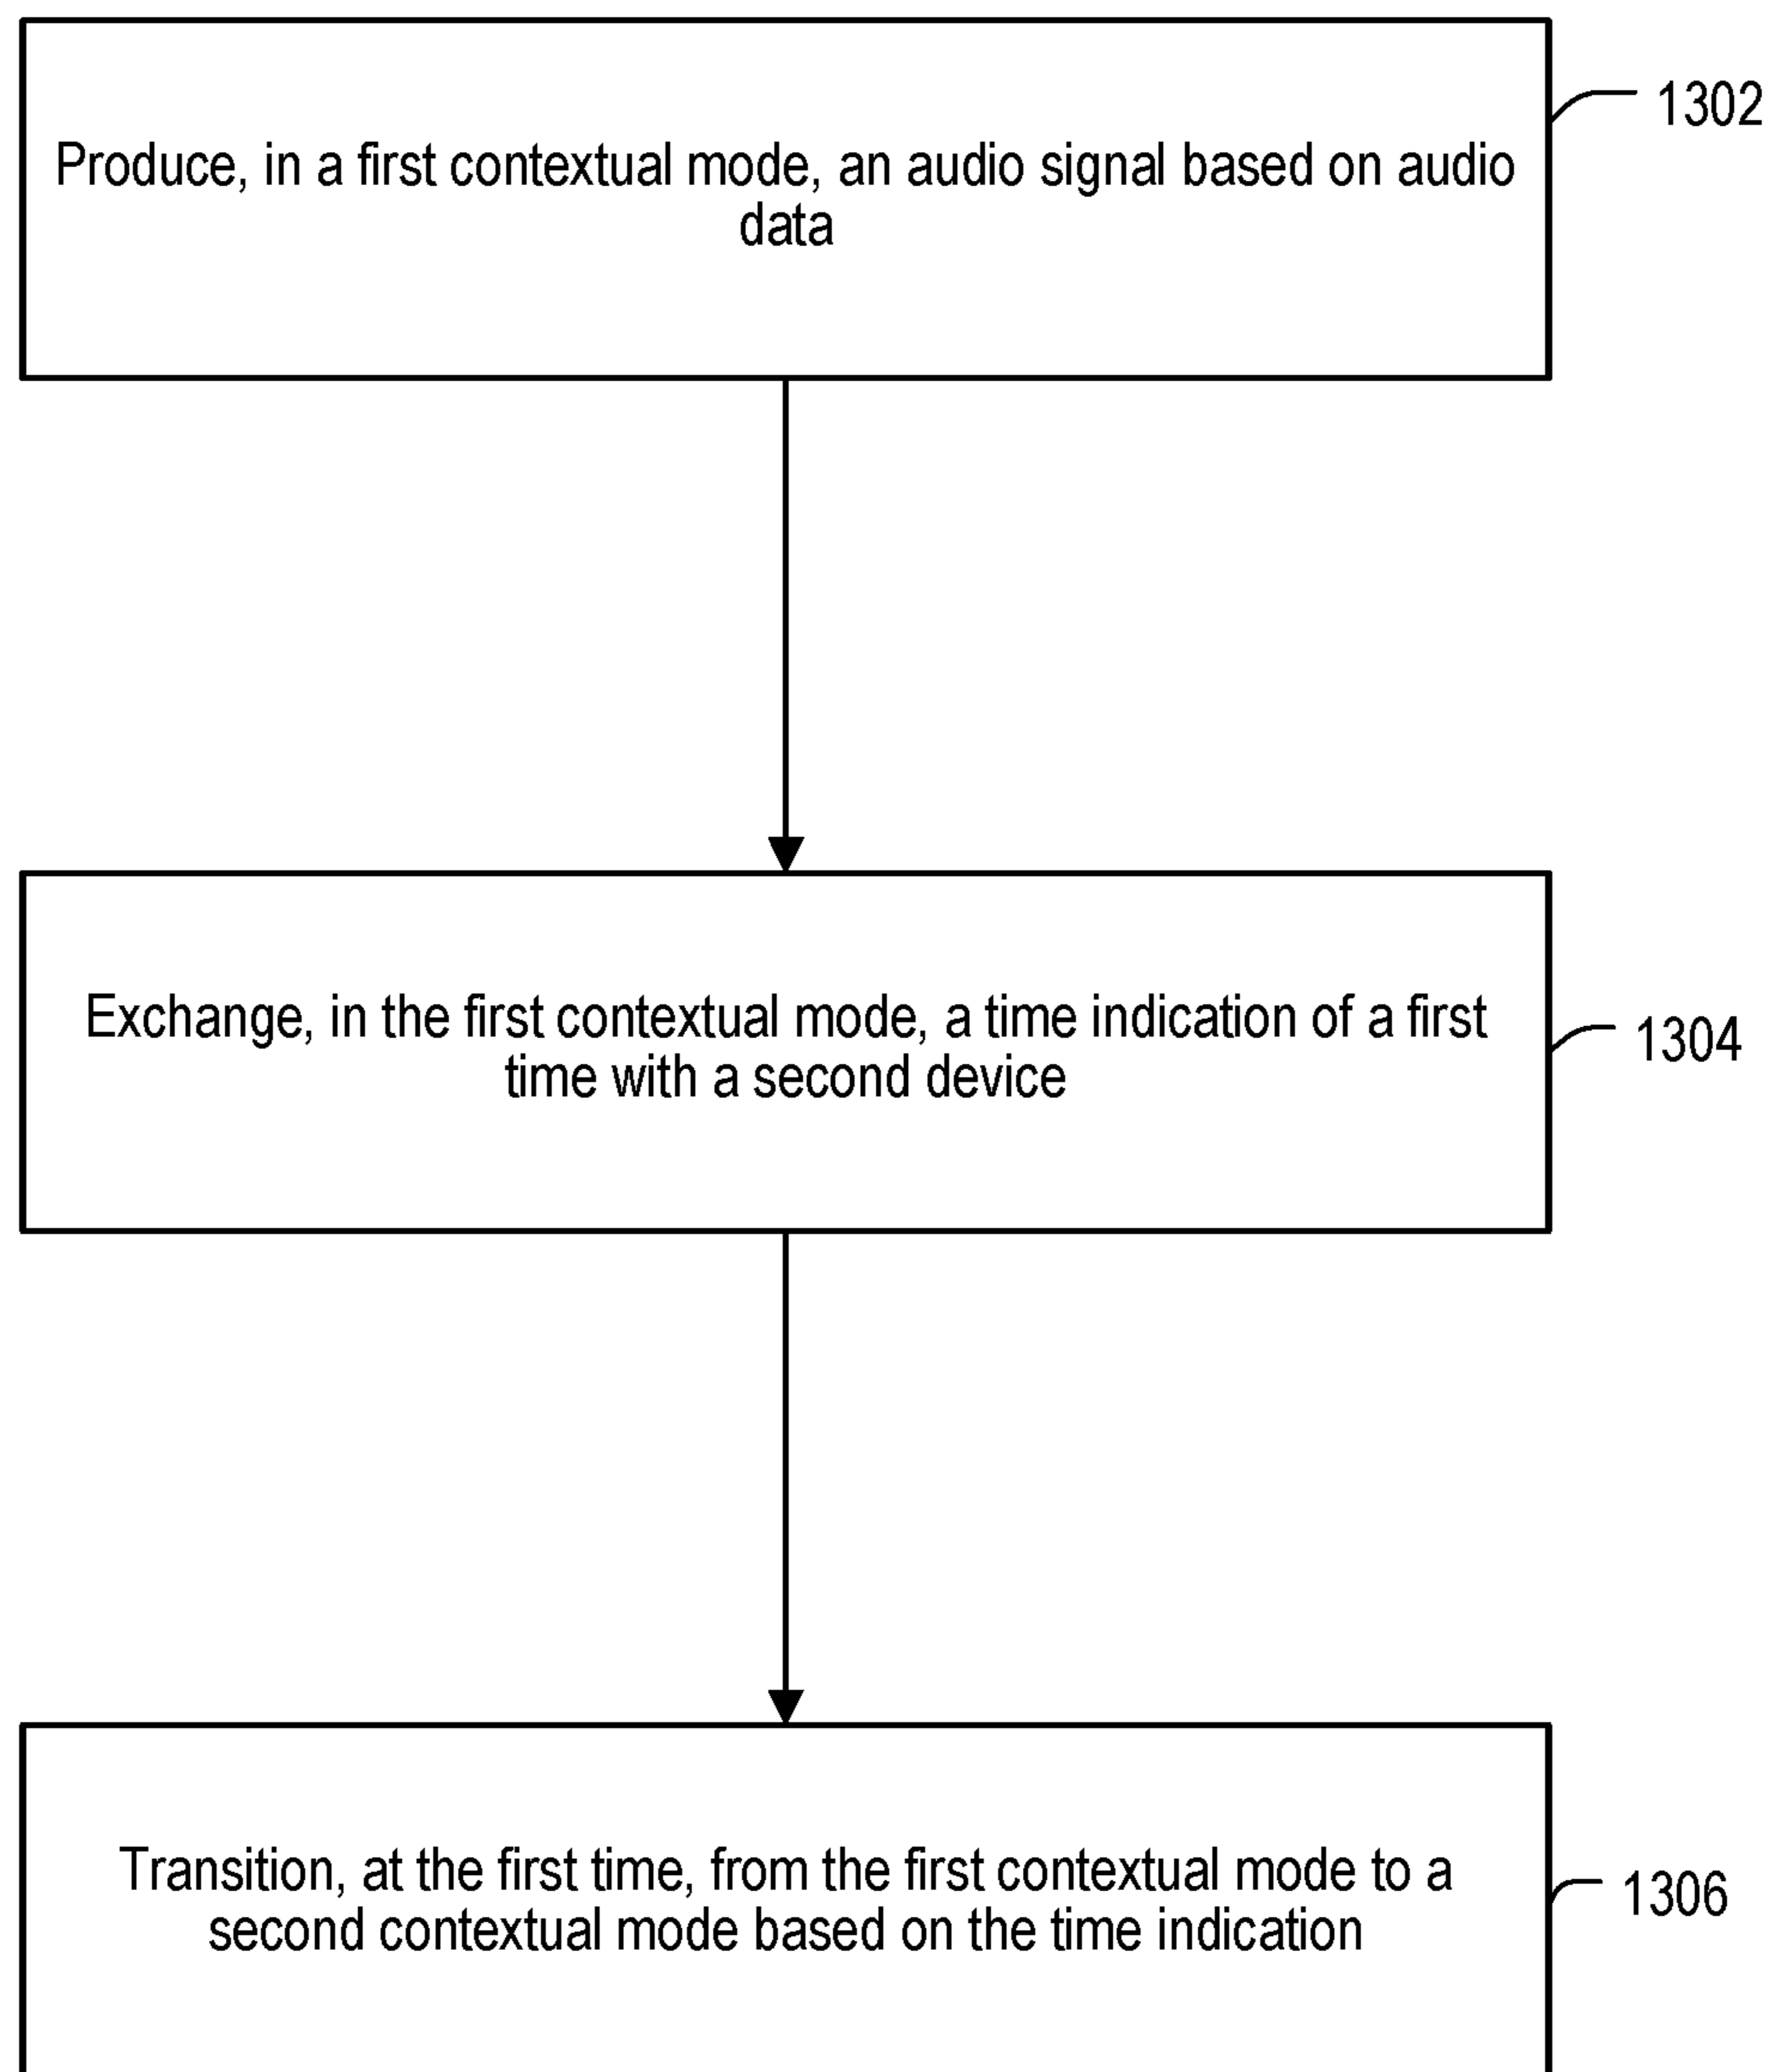 Produce, in a first contextual mode, an audio signal based on audio
data
1302
Exchange, in the first contextual mode, a time indication of a first
time with a second device
1304
Transition, at the first time, from the first contextual mode to a
second contextual mode based on the time indication
1306